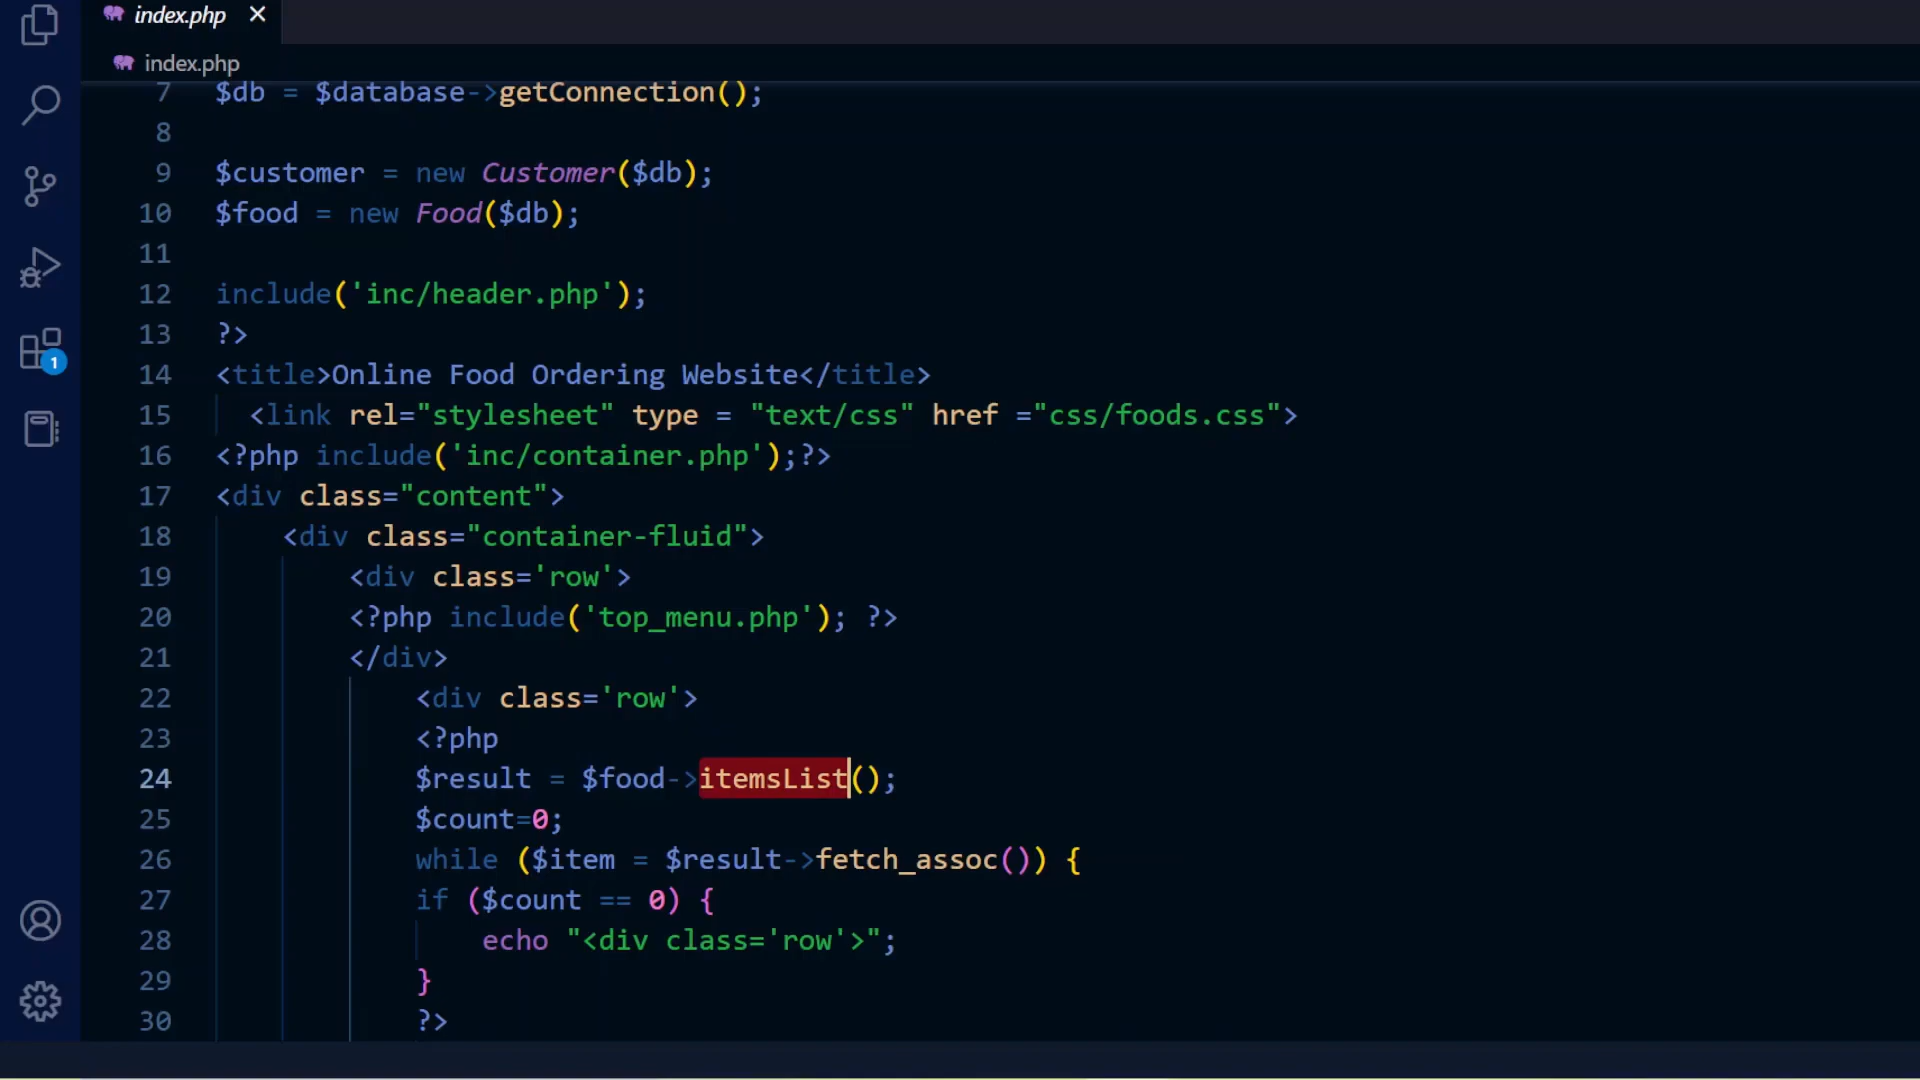 index.php
index.php
7 $db = $database->getConnection();
8
9 $customer = new Customer($db);
10 $food = new Food($db);
11
12 include('inc/header.php');
13 ?>
14 <title>Online Food Ordering Website</title>
15 <link rel="stylesheet" type = "text/css" href ="css/foods.css">
16 <?php include('inc/container.php');?>
17 <div class="content">
18 <div class="container-fluid">
19 <div class='row'>
20 <?php include('top_menu.php'); ?>
21 </div>
22 <div class='row'>
23 <?php
24 $result = $food->itemsList();
25 $count=0;
26 while ($item = $result->fetch_assoc()) {
27 if ($count == 0) {
28 echo "<div class='row'>";
29 }
30 ?>
1